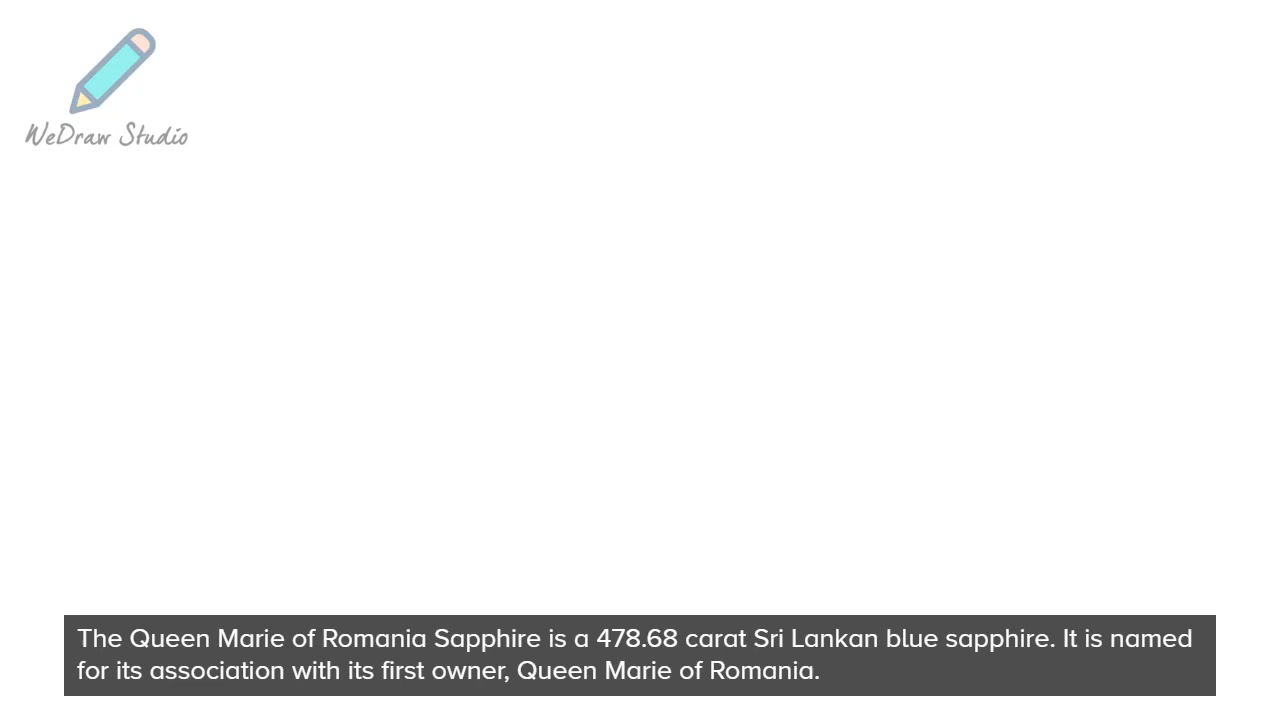 WeDraw Studio
The Queen Marie of Romania Sapphire is a 478.68 carat Sri Lankan blue sapphire. It is named
for its association with its first owner, Queen Marie of Romania.